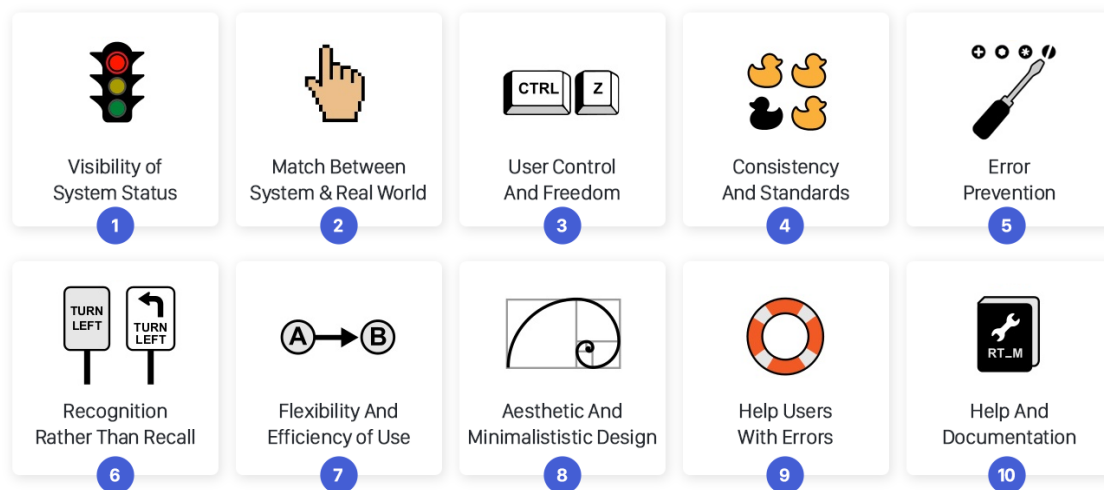 CTRL
Z
Visibility of
System Status
Match Between
System & Real World
User Control
And Freedom
Consistency
And Standards
Error
Prevention
1
2
3
4
5
TURN
LEFT
TURN
LEFT
RT_M
Recognition
Rather Than Recall
A
B
Flexibility And
Efficiency of Use
Aesthetic And
Minimalististic Design
Help Users
With Errors
Help And
Documentation
6
7
8
9
10